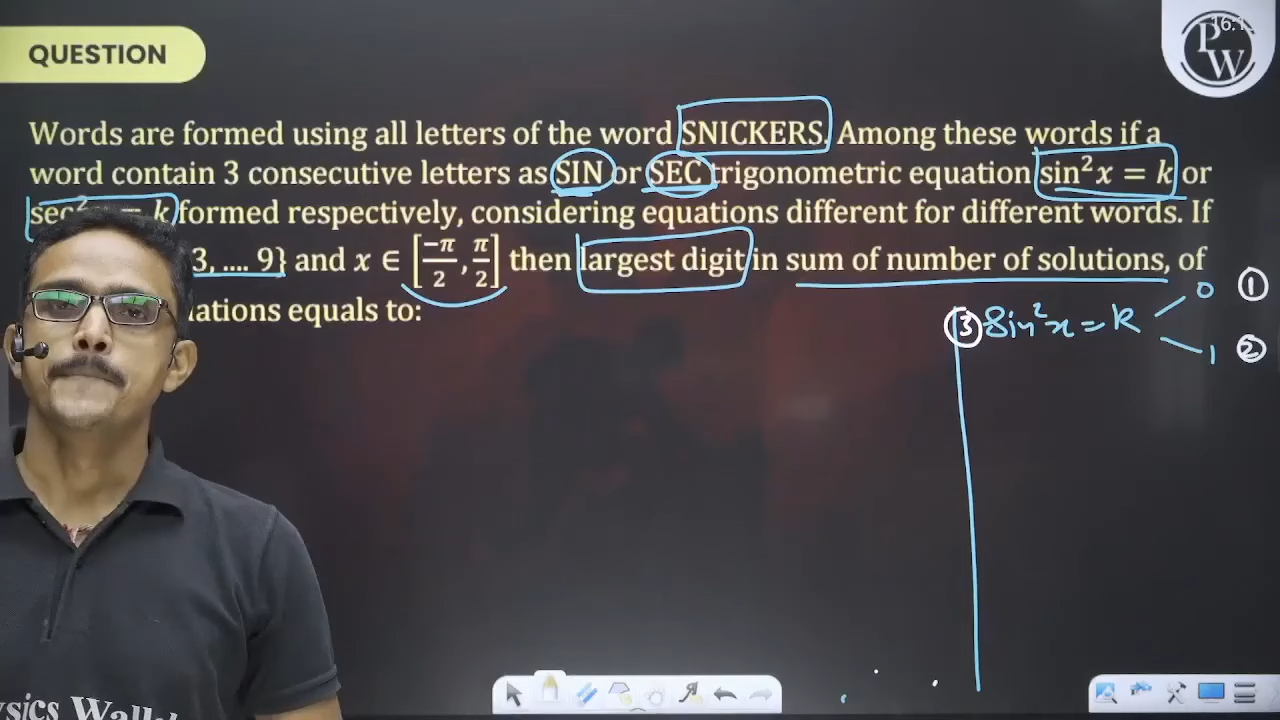 QUESTION
16:1
PW
Words are formed using all letters of the word SNICKERS. Among these words if a
word contain 3 consecutive letters as SIN or SEC trigonometric equation sin²x = k or
sec² = k formed respectively, considering equations different for different words. If
3, .... 9} and x ∈ [−π/2, π/2] then largest digit in sum of number of solutions, of
ations equals to:
③ Sin²x = k
0 ①
1 ②